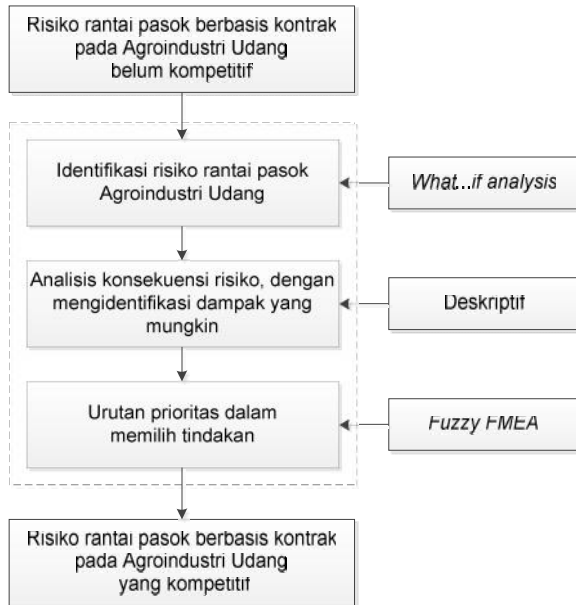 Risiko rantai pasok berbasis kontrak
pada Agroindustri Udang
belum kompetitif
Identifikasi risiko rantai pasok
Agroindustri Udang
What...if analysis
Analisis konsekuensi risiko, dengan
mengidentifikasi dampak yang
mungkin
Deskriptif
Urutan prioritas dalam
memilih tindakan
Fuzzy FMEA
Risiko rantai pasok berbasis kontrak
pada Agroindustri Udang
yang kompetitif